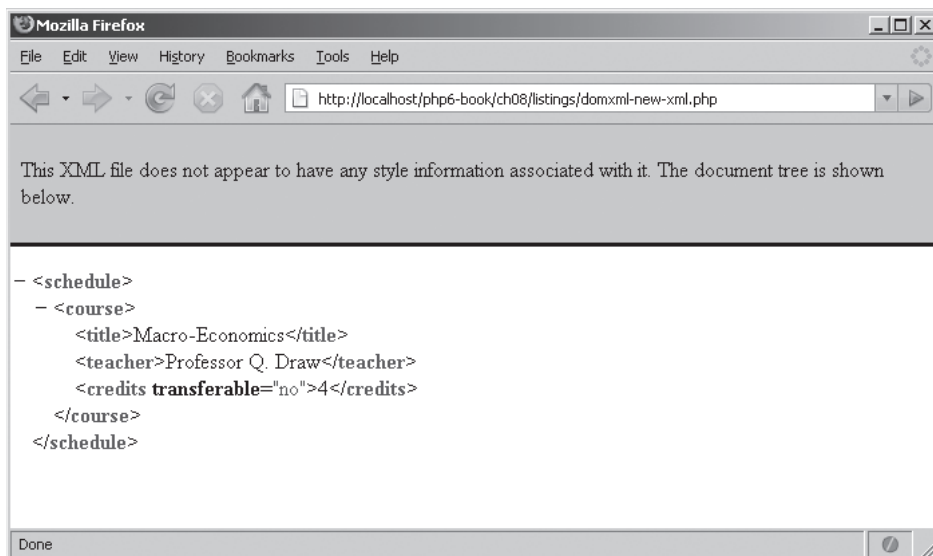 Mozilla Firefox
File Edit View History Bookmarks Tools Help
http://localhost/php6-book/ch08/listings/domxml-new-xml.php
This XML file does not appear to have any style information associated with it. The document tree is shown
below.
− <schedule>
− <course>
<title>Macro-Economics</title>
<teacher>Professor Q. Draw</teacher>
<credits transferable="no">4</credits>
</course>
</schedule>
Done